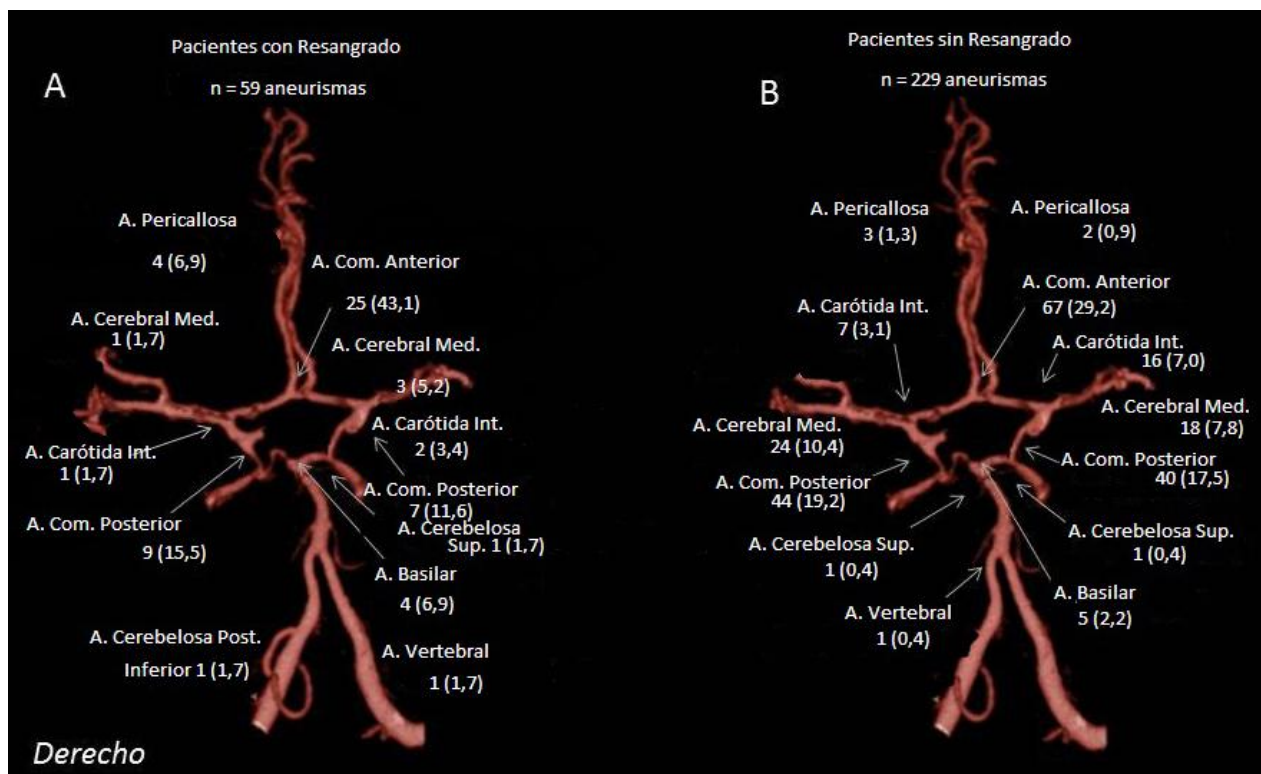 Pacientes con Resangrado
n = 59 aneurismas
A
A. Pericallosa
4 (6,9)
A. Com. Anterior
25 (43,1)
A. Cerebral Med.
1 (1,7)
A. Cerebral Med.
3 (5,2)
A. Carótida Int.
1 (1,7)
A. Carótida Int.
2 (3,4)
A. Com. Posterior
7 (11,6)
A. Com. Posterior
9 (15,5)
A. Cerebelosa
Sup. 1 (1,7)
A. Basilar
4 (6,9)
A. Cerebelosa Post.
Inferior 1 (1,7)
A. Vertebral
1 (1,7)
Derecho
Pacientes sin Resangrado
n = 229 aneurismas
B
A. Pericallosa
3 (1,3)
A. Pericallosa
2 (0,9)
A. Com. Anterior
67 (29,2)
A. Carótida Int.
7 (3,1)
A. Carótida Int.
16 (7,0)
A. Cerebral Med.
24 (10,4)
A. Cerebral Med.
18 (7,8)
A. Com. Posterior
44 (19,2)
A. Com. Posterior
40 (17,5)
A. Cerebelosa Sup.
1 (0,4)
A. Cerebelosa Sup.
1 (0,4)
A. Vertebral
1 (0,4)
A. Basilar
5 (2,2)